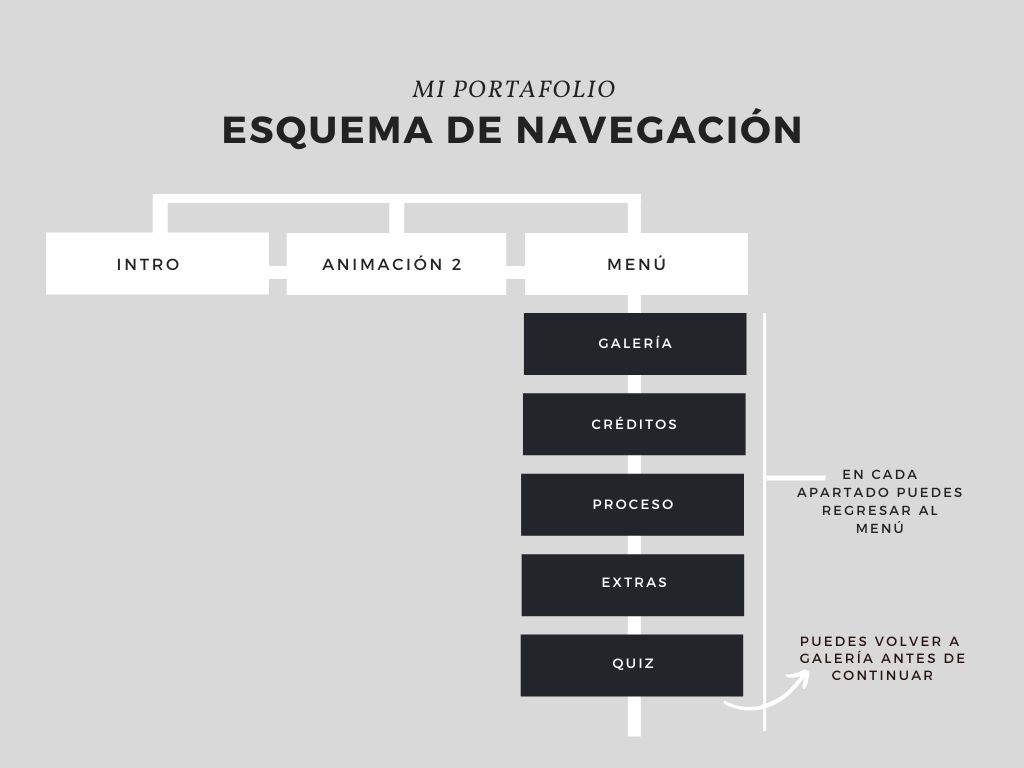 MI PORTAFOLIO
ESQUEMA DE NAVEGACIÓN
INTRO
ANIMACIÓN 2
MENÚ
GALERÍA
CRÉDITOS
PROCESO
EXTRAS
QUIZ
EN CADA
APARTADO PUEDES
REGRESAR AL
MENÚ
PUEDES VOLVER A
GALERÍA ANTES DE
CONTINUAR